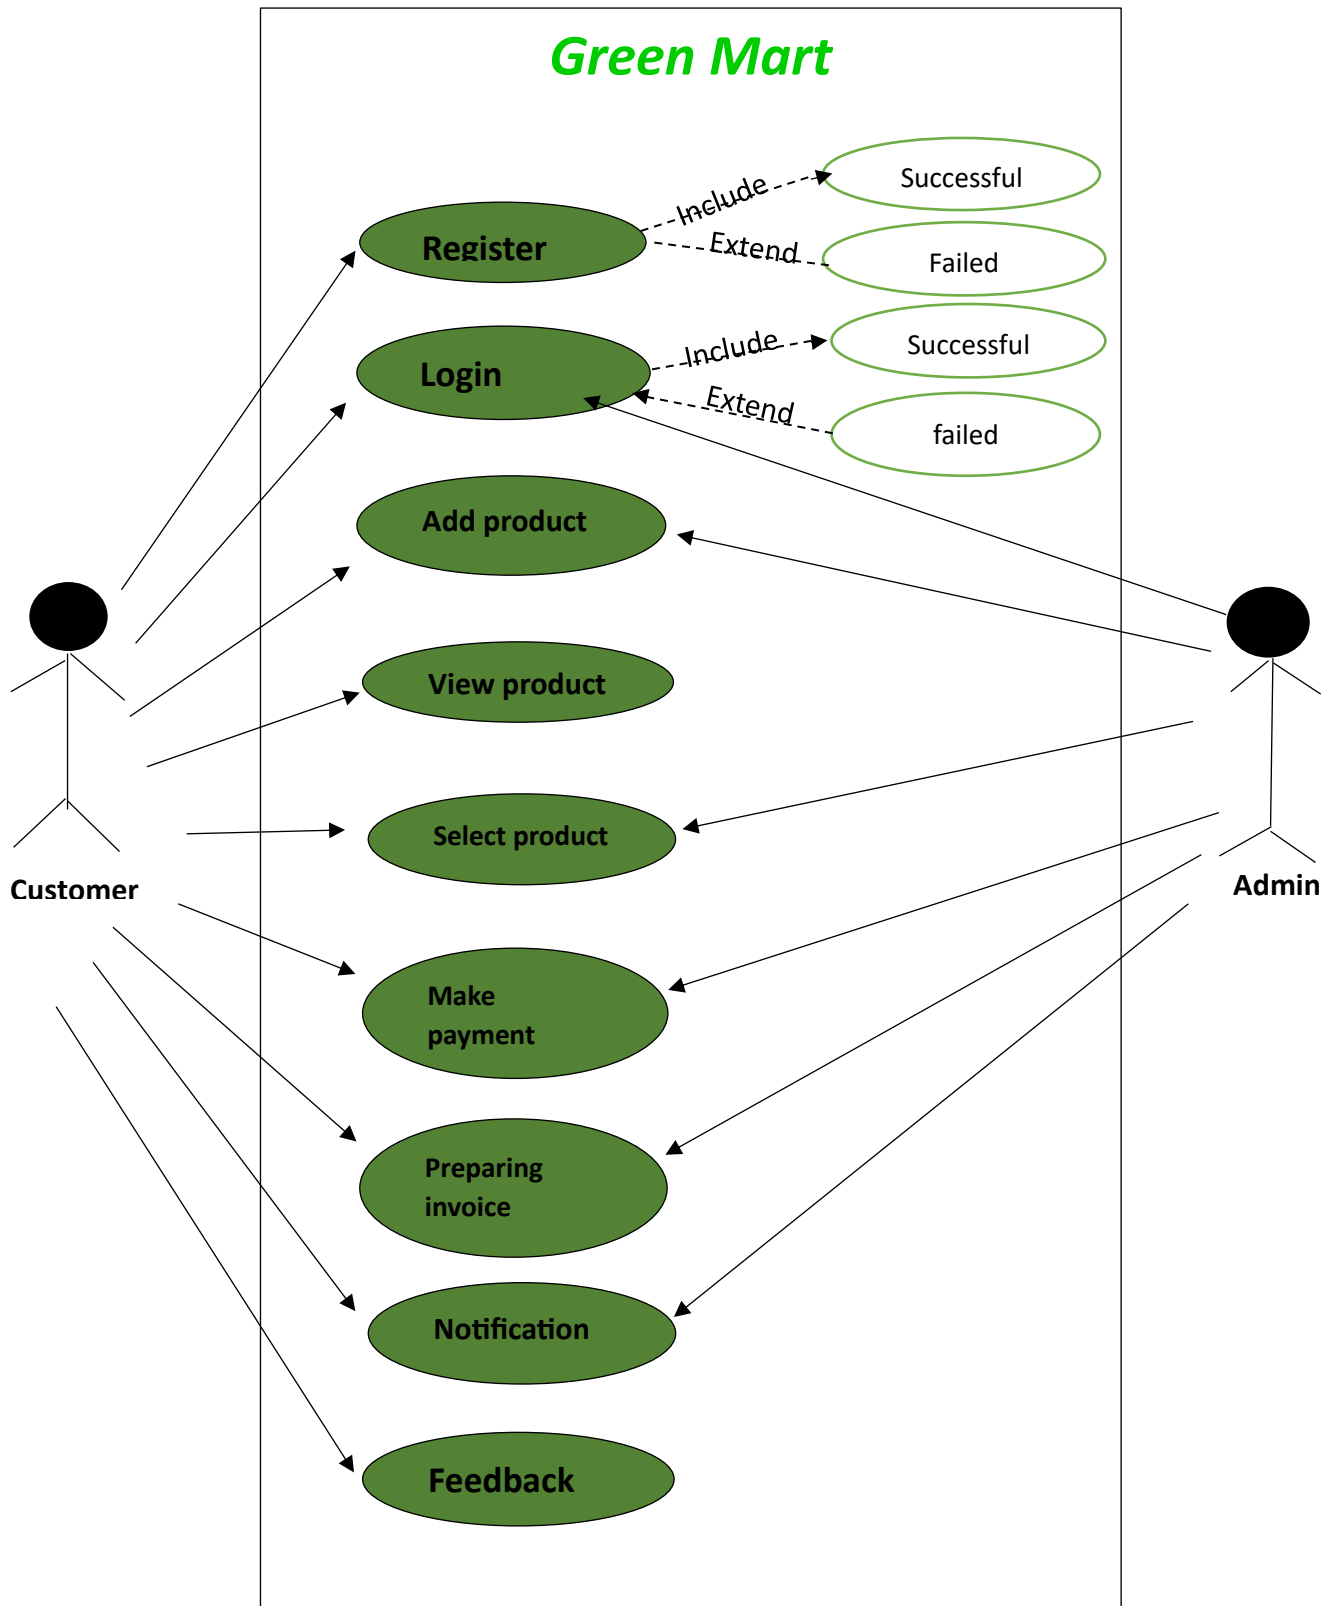 Green Mart
Successful
Include
Register
Extend
Failed
Include
Successful
Login
Extend
failed
Add product
View product
Select product
Customer
Admin
Make
payment
Preparing
invoice
Notification
Feedback